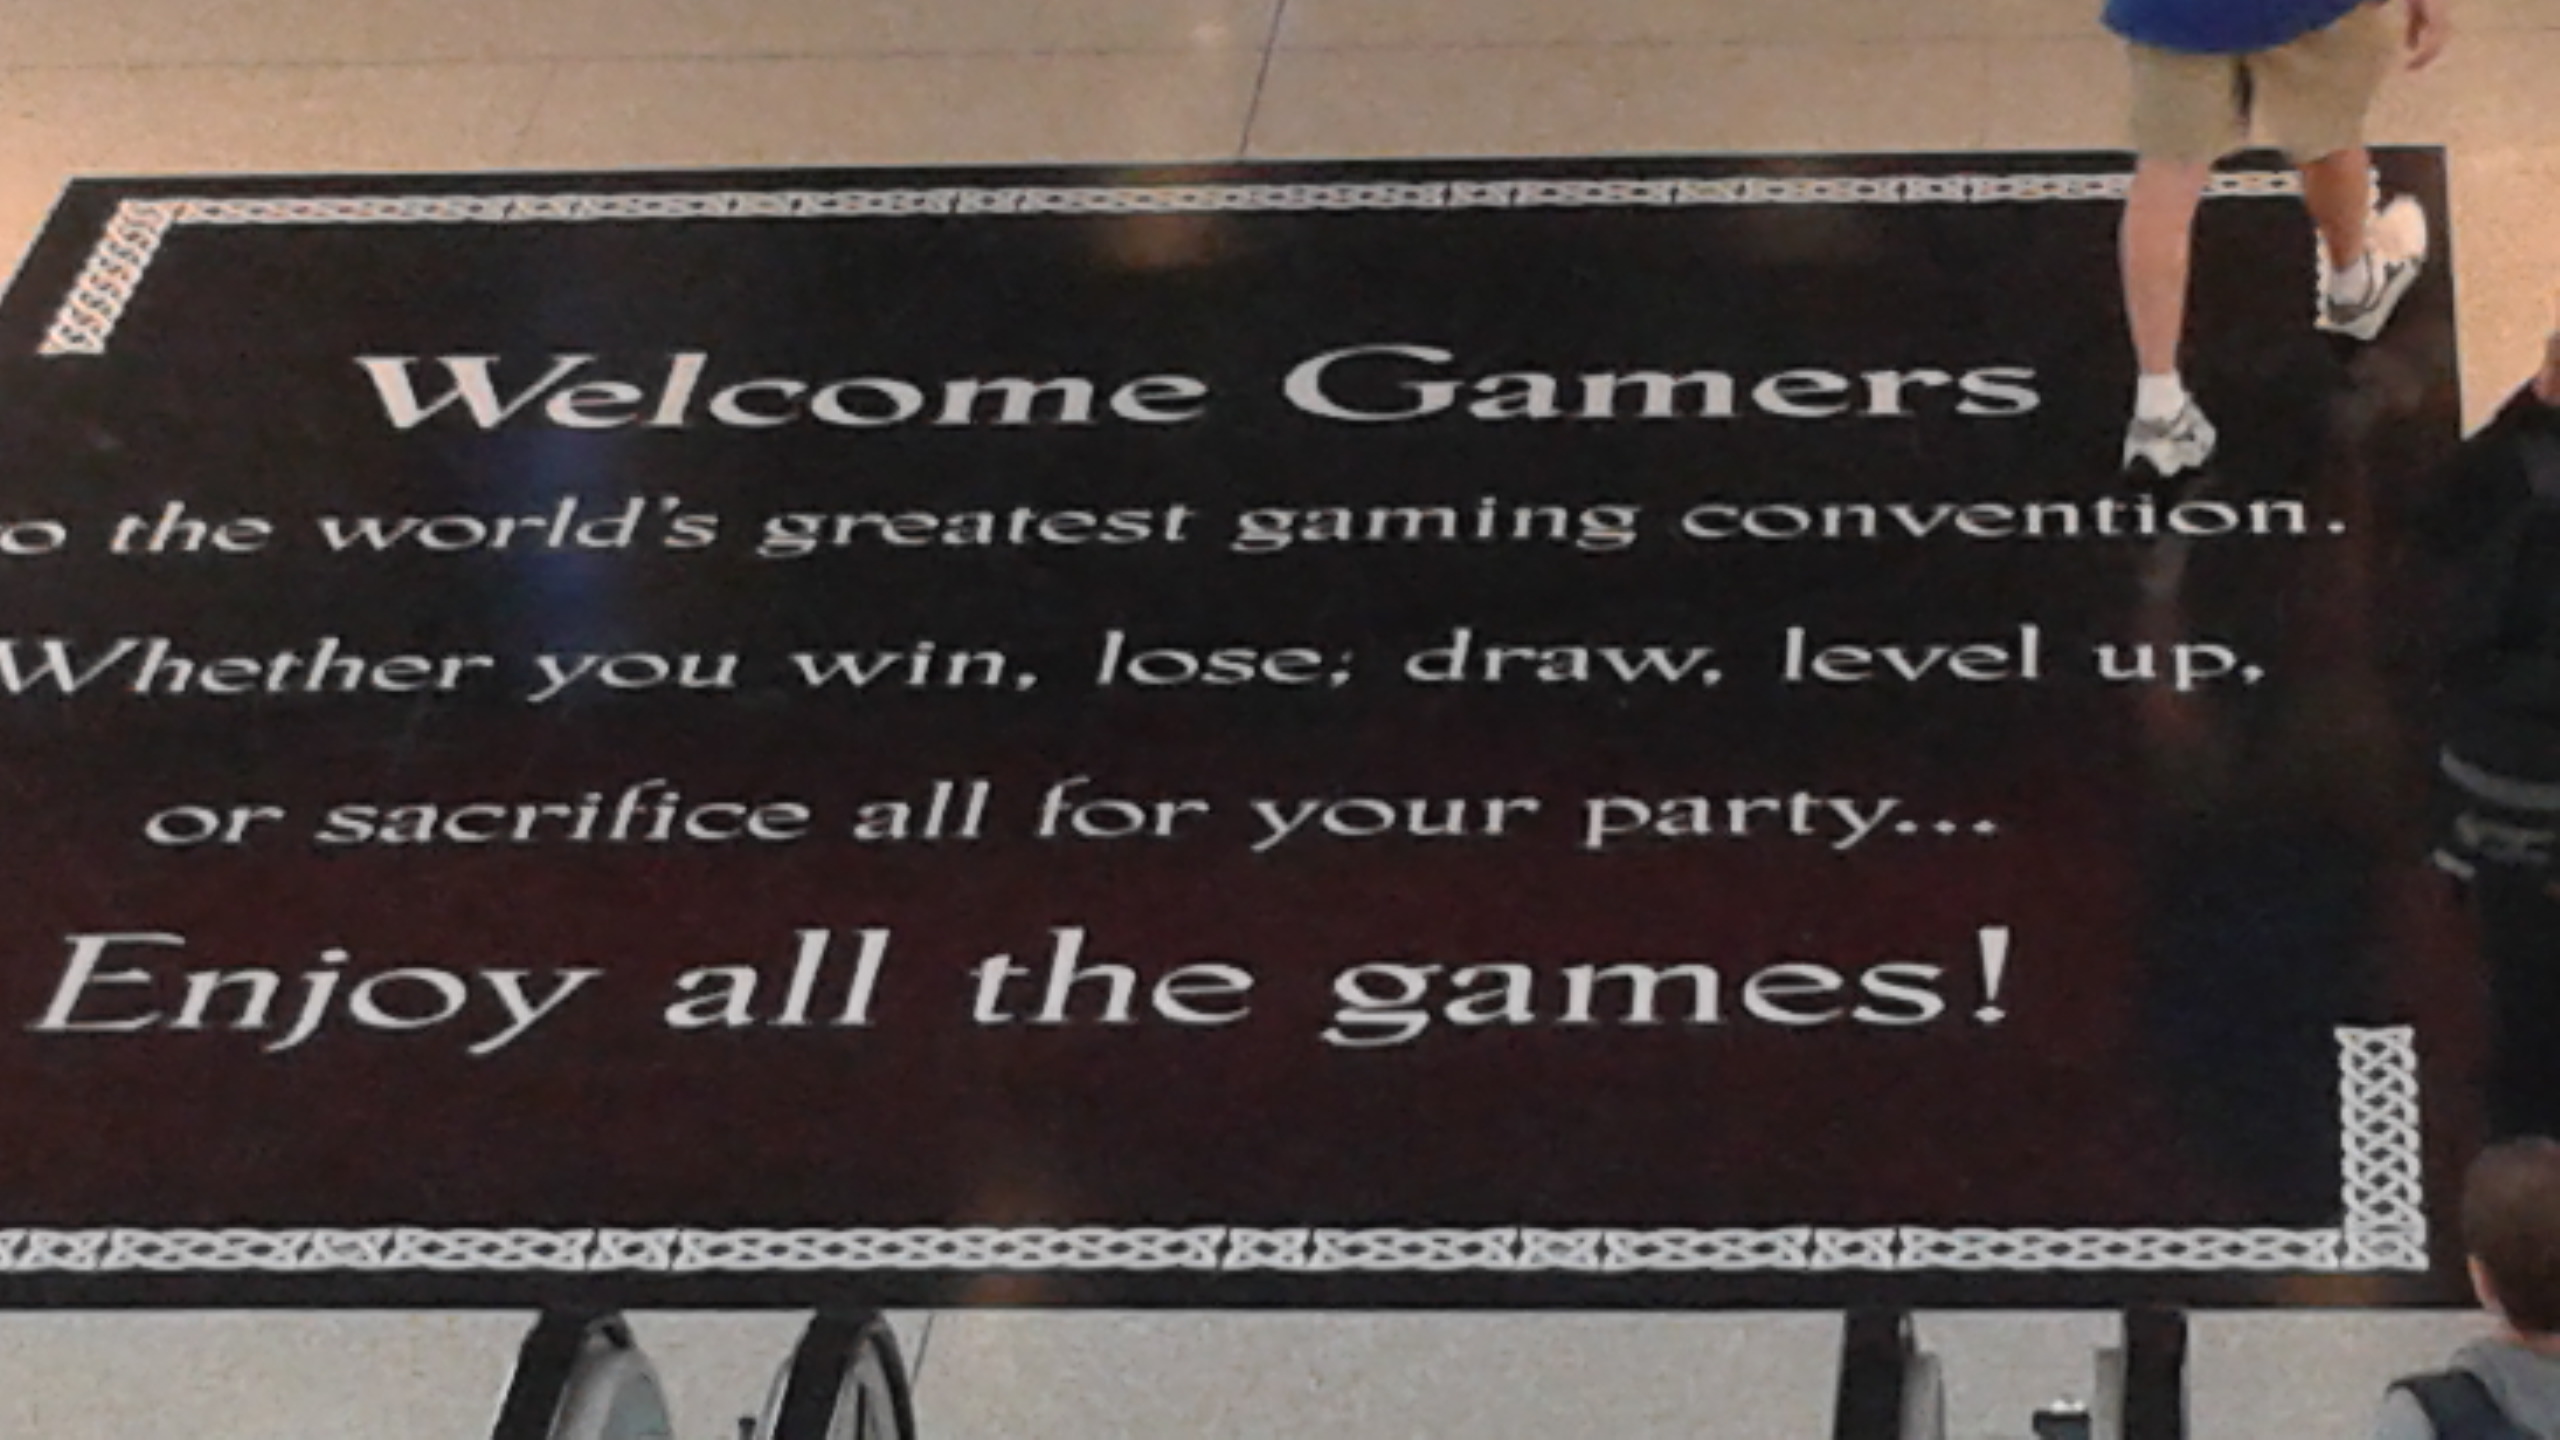 Welcome Gamers
to the world's greatest gaming convention.
Whether you win, lose, draw, level up,
or sacrifice all for your party...
Enjoy all the games!